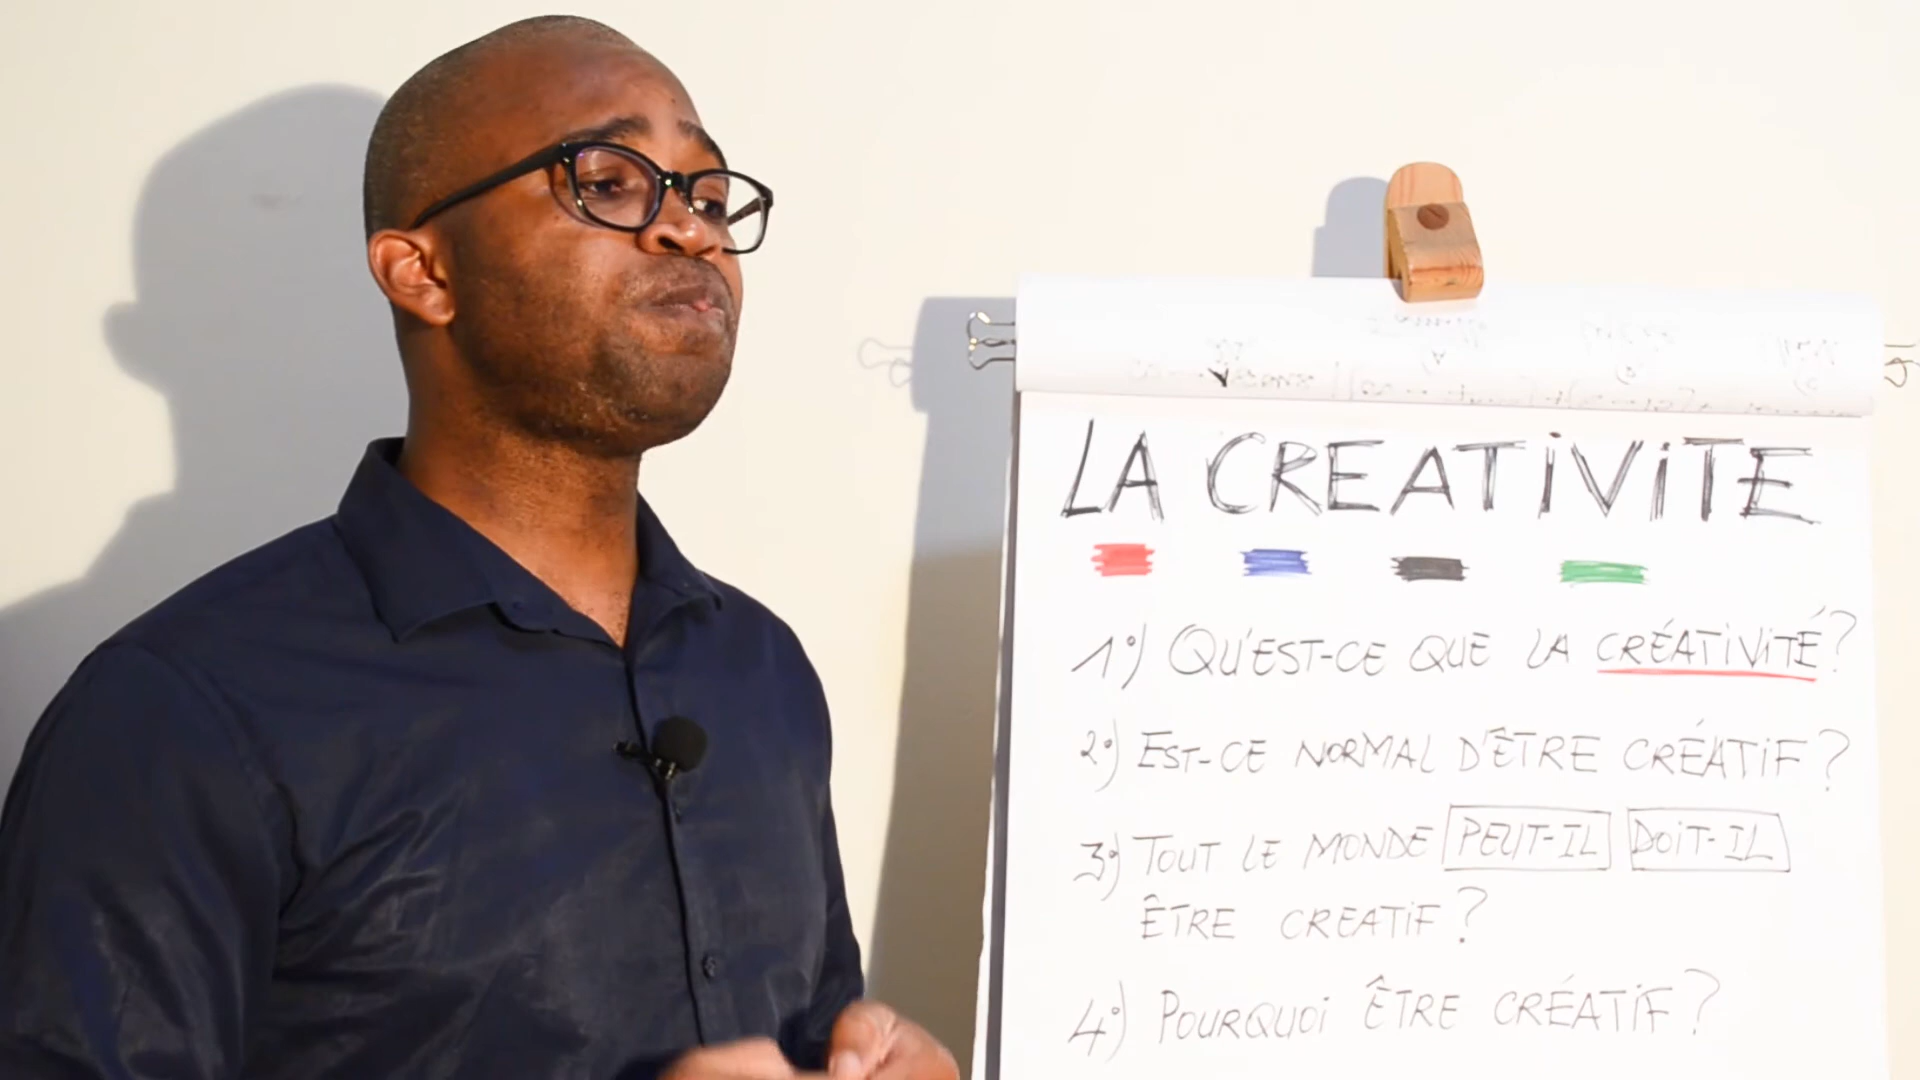 LA CREATIVITE
1°) QU'EST-CE QUE LA CRÉATIVITÉ ?
2°) EST-CE NORMAL D'ÊTRE CRÉATIF ?
3°) TOUT LE MONDE PEUT-IL DOIT-IL
ÊTRE CREATIF ?
4°) POURQUOI ÊTRE CRÉATIF ?